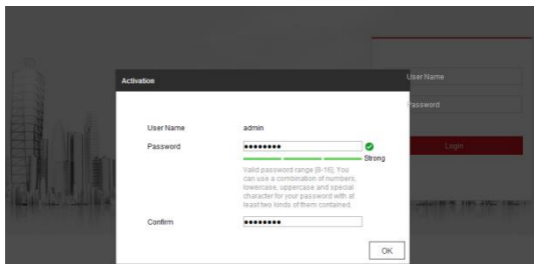 Activation
User Name
Password
Login
User Name admin
Password ●●●●●●●●
Strong
Valid password range [8-16]. You
can use a combination of numbers,
lowercase, uppercase and special
character for your password with at
least two kinds of them contained.
Confirm ●●●●●●●●
OK